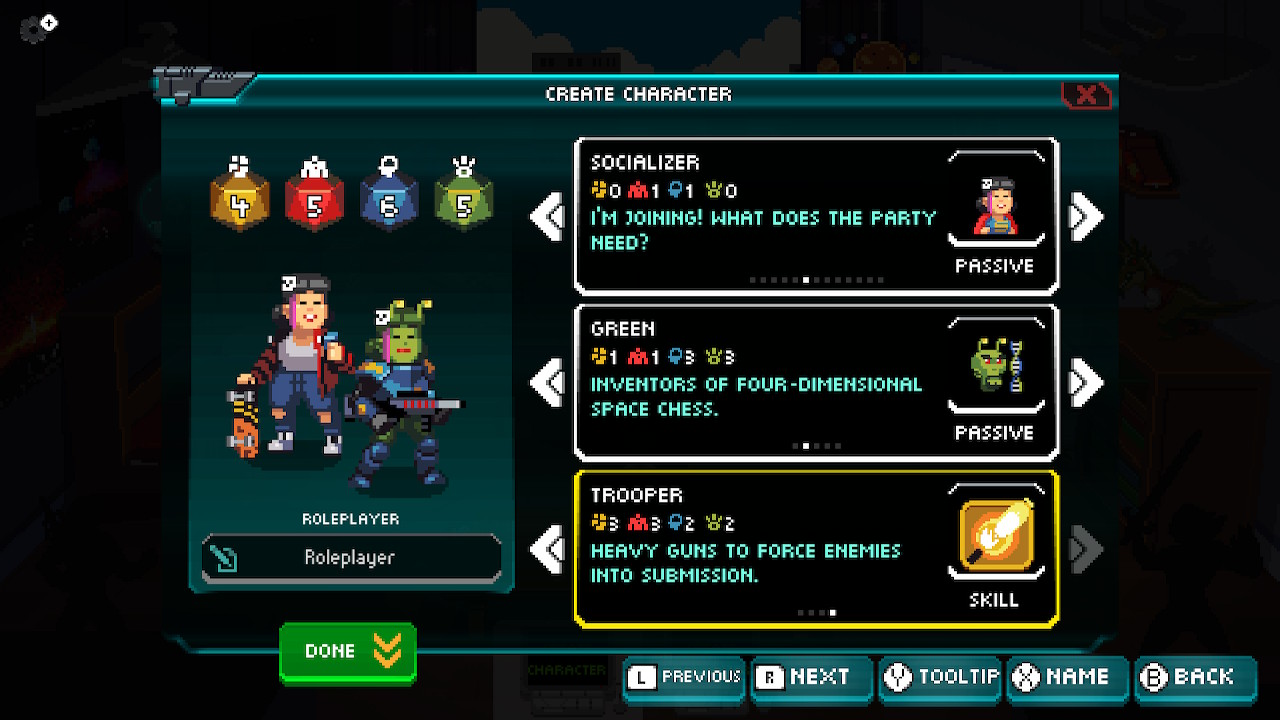 CREATE CHARACTER
X
4 5 6 5
SOCIALIZER
0 1 1 0
I'M JOINING! WHAT DOES THE PARTY
NEED?
PASSIVE
GREEN
1 1 3 3
INVENTORS OF FOUR-DIMENSIONAL
SPACE CHESS.
PASSIVE
TROOPER
3 3 2 2
HEAVY GUNS TO FORCE ENEMIES
INTO SUBMISSION.
SKILL
ROLEPLAYER
Roleplayer
DONE
CHARACTER
L PREVIOUS R NEXT Y TOOLTIP X NAME B BACK